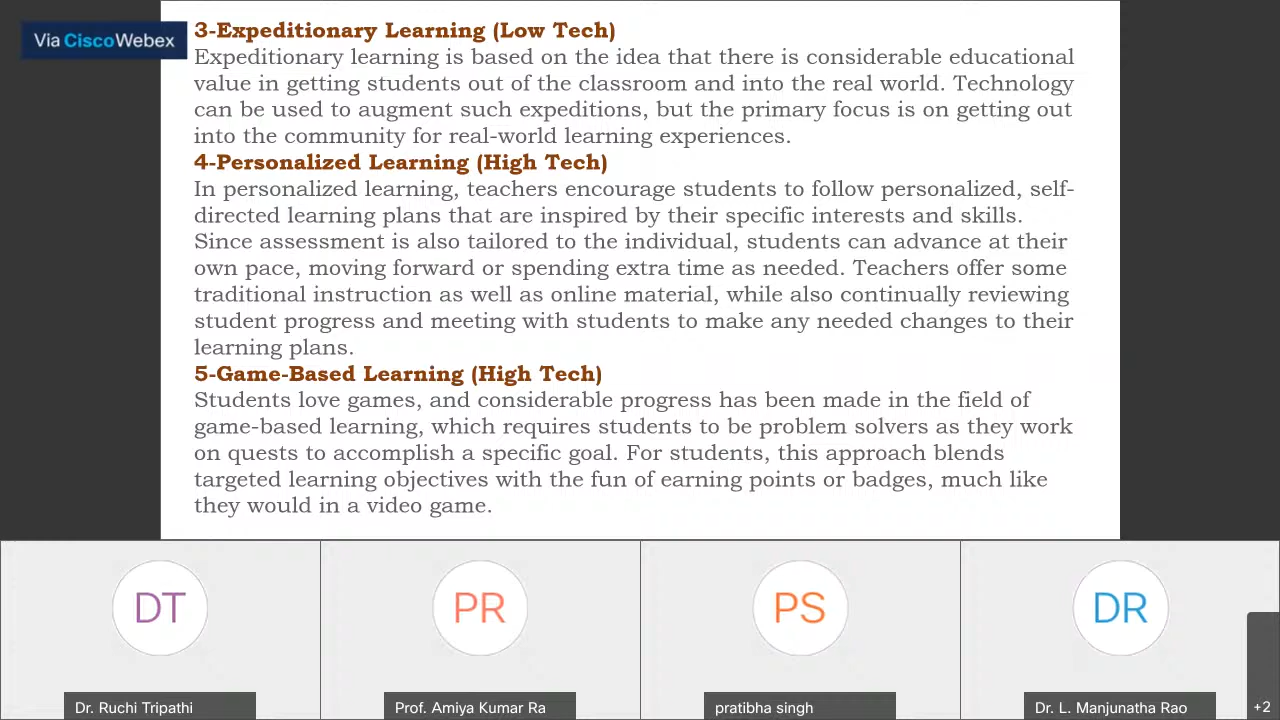 Via CiscoWebex
3-Expeditionary Learning (Low Tech)
Expeditionary learning is based on the idea that there is considerable educational
value in getting students out of the classroom and into the real world. Technology
can be used to augment such expeditions, but the primary focus is on getting out
into the community for real-world learning experiences.
4-Personalized Learning (High Tech)
In personalized learning, teachers encourage students to follow personalized, self-
directed learning plans that are inspired by their specific interests and skills.
Since assessment is also tailored to the individual, students can advance at their
own pace, moving forward or spending extra time as needed. Teachers offer some
traditional instruction as well as online material, while also continually reviewing
student progress and meeting with students to make any needed changes to their
learning plans.
5-Game-Based Learning (High Tech)
Students love games, and considerable progress has been made in the field of
game-based learning, which requires students to be problem solvers as they work
on quests to accomplish a specific goal. For students, this approach blends
targeted learning objectives with the fun of earning points or badges, much like
they would in a video game.
DT
PR
PS
DR
Dr. Ruchi Tripathi
Prof. Amiya Kumar Ra
pratibha singh
Dr. L. Manjunatha Rao
+2